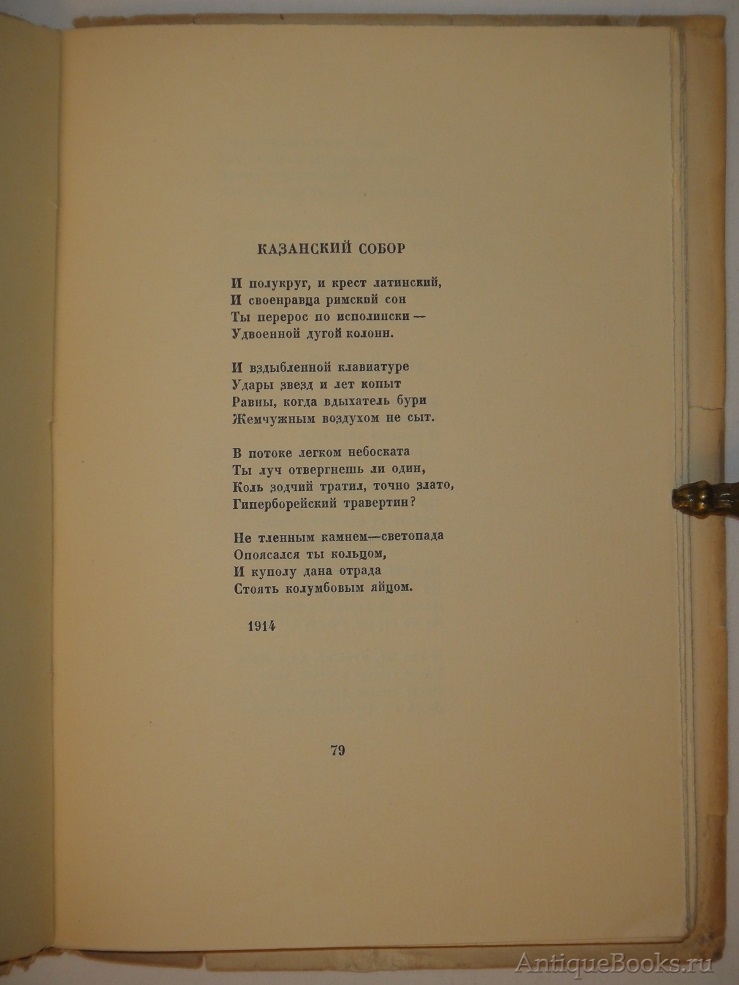 КАЗАНСКИЙ СОБОР
И полукруг, и крест латинский,
И своенравца римской сон
Ты перерос по исполински —
Удвоенной дугой колонн.
И вздыбленной клавиатуре
Удары звезд и лет копыт
Равны, когда вдыхатель бури
Жемчужным воздухом не сыт.
В потоке легком небоската
Ты луч отвергнешь ли один,
Коль зодчий тратил, точно злато,
Гиперборейский травертин?
Не тленным камнем—светопада
Опоясался ты кольцом,
И куполу дана отрада
Стоять колумбовым яйцом.
1914
79
AntiqueBooks.ru